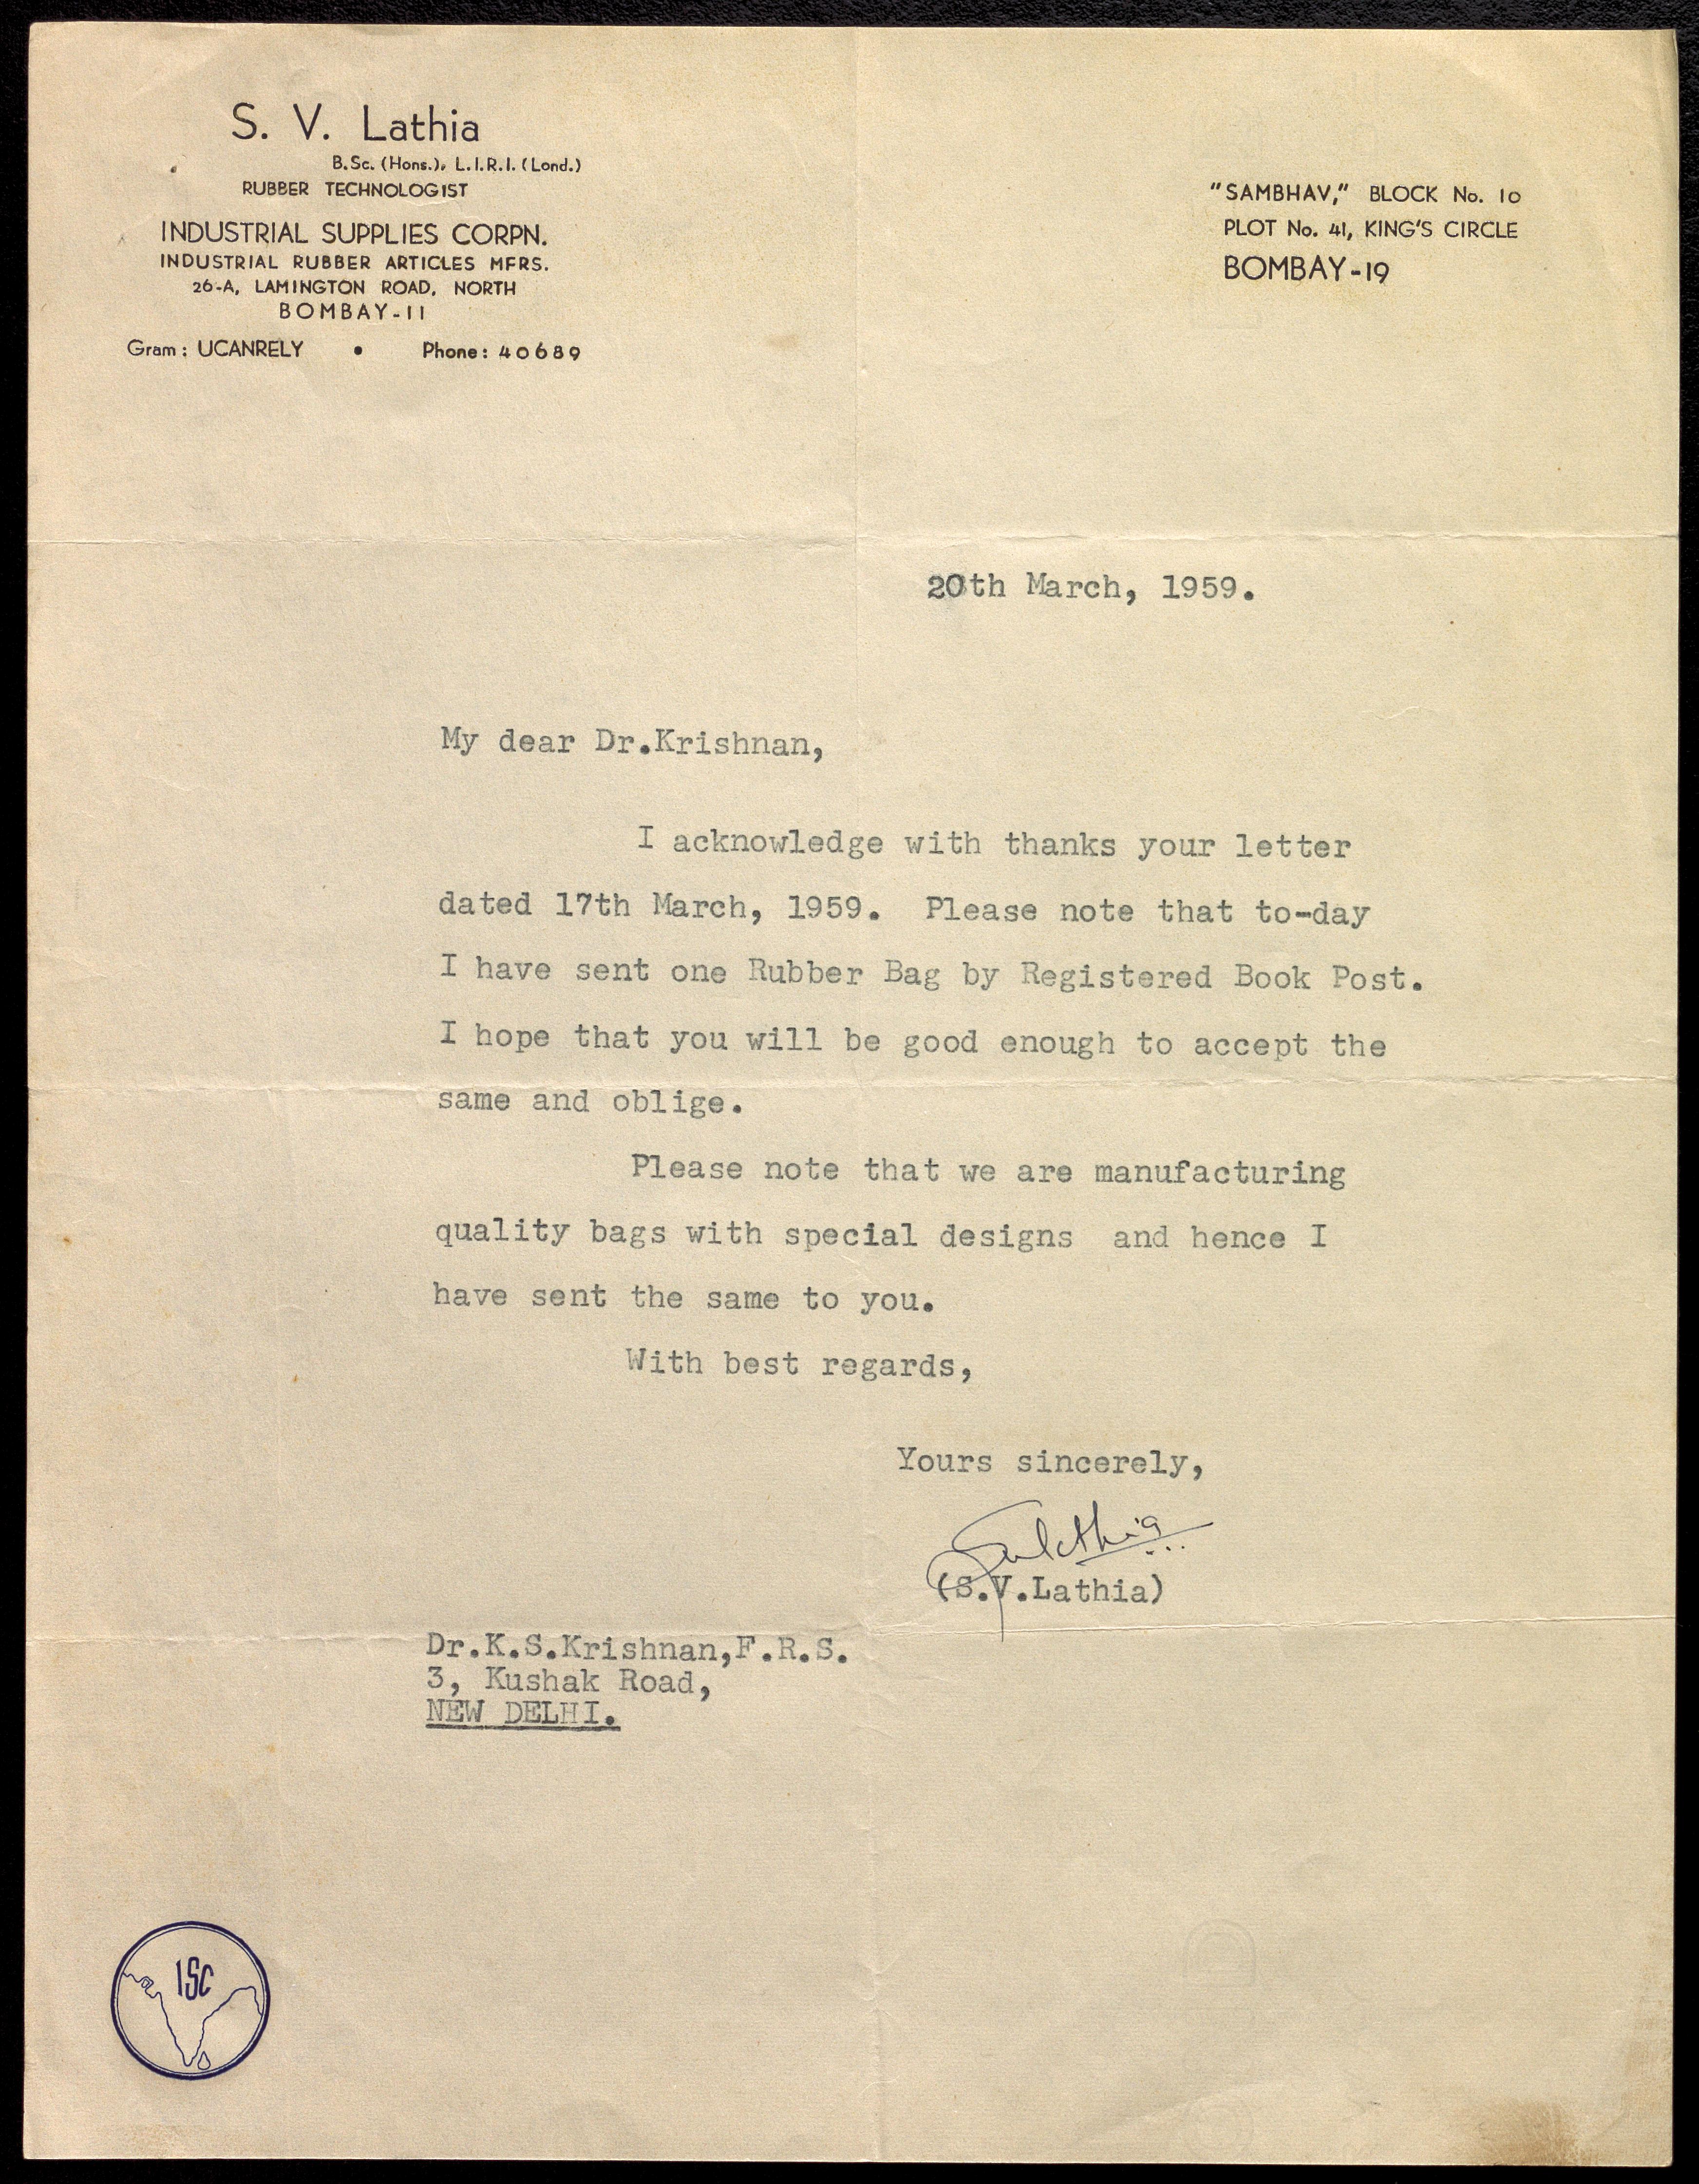 S. V. Lathia
B.Sc. (Hons.), L.I.R.I. (Lond.)
RUBBER TECHNOLOGIST
INDUSTRIAL SUPPLIES CORPN.
INDUSTRIAL RUBBER ARTICLES MFRS.
26-A, LAMINGTON ROAD, NORTH
BOMBAY-11
Gram : UCANRELY • Phone : 40689
"SAMBHAV," BLOCK No. 10
PLOT No. 41, KING'S CIRCLE
BOMBAY-19
20th March, 1959.
My dear Dr.Krishnan,
I acknowledge with thanks your letter
dated 17th March, 1959. Please note that to-day
I have sent one Rubber Bag by Registered Book Post.
I hope that you will be good enough to accept the
same and oblige.
Please note that we are manufacturing
quality bags with special designs and hence I
have sent the same to you.
With best regards,
Yours sincerely,
Svlathia
(S.V.Lathia)
Dr.K.S.Krishnan,F.R.S.
3, Kushak Road,
NEW DELHI.
ISC